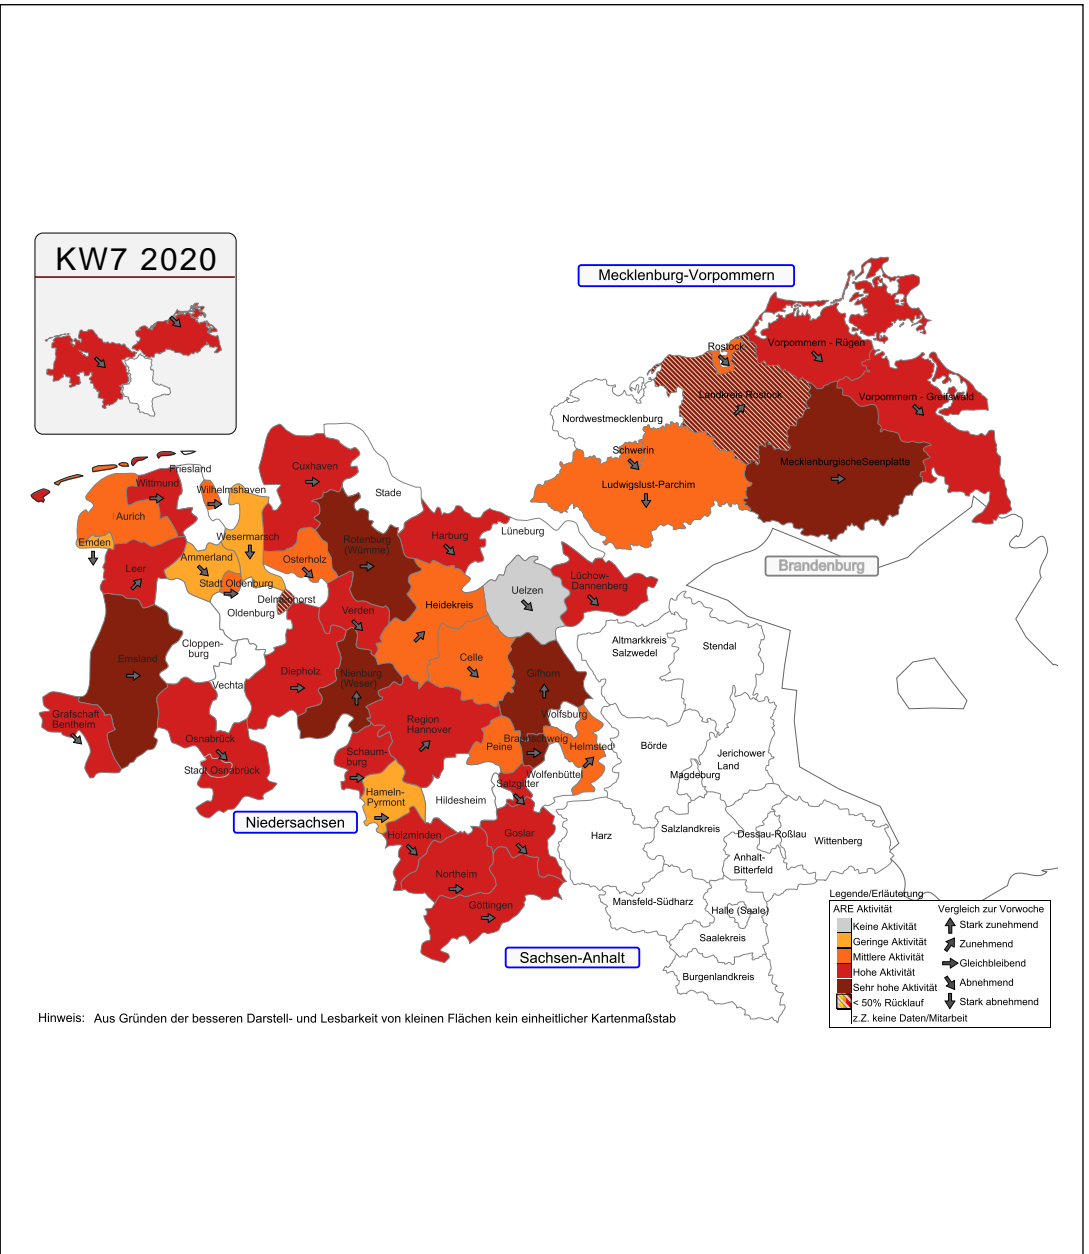 KW7 2020
Mecklenburg-Vorpommern
Rostock
Vorpommern - Rügen
Landkreis Rostock
Vorpommern - Greifswald
Nordwestmecklenburg
Schwerin
MecklenburgischeSeenplatte
Ludwigslust-Parchim
Brandenburg
Friesland
Wittmund
Wilhelmshaven
Cuxhaven
Stade
Aurich
Emden
Wesermarsch
Harburg
Lüneburg
Rotenburg
(Wümme)
Ammerland
Osterholz
Leer
Stadt Oldenburg
Delmenhorst
Oldenburg
Verden
Heidekreis
Uelzen
Lüchow-
Dannenberg
Cloppen-
burg
Emsland
Vechta
Diepholz
Nienburg
(Weser)
Celle
Gifhorn
Altmarkkreis
Salzwedel
Stendal
Grafschaft
Bentheim
Osnabrück
Stadt Osnabrück
Region
Hannover
Wolfsburg
Peine
Braunschweig
Helmsted
Schaum-
burg
Wolfenbüttel
Salzgitter
Börde
Jerichower
Land
Magdeburg
Hameln-
Pyrmont
Hildesheim
Niedersachsen
Holzminden
Goslar
Harz
Salzlandkreis
Dessau-Roßlau
Wittenberg
Anhalt-
Bitterfeld
Northeim
Göttingen
Mansfeld-Südharz
Halle (Saale)
Saalekreis
Burgenlandkreis
Sachsen-Anhalt
Legende/Erläuterung
ARE Aktivität Vergleich zur Vorwoche
Keine Aktivität Stark zunehmend
Geringe Aktivität Zunehmend
Mittlere Aktivität Gleichbleibend
Hohe Aktivität Abnehmend
Sehr hohe Aktivität Stark abnehmend
< 50% Rücklauf
z.Z. keine Daten/Mitarbeit
Hinweis: Aus Gründen der besseren Darstell- und Lesbarkeit von kleinen Flächen kein einheitlicher Kartenmaßstab